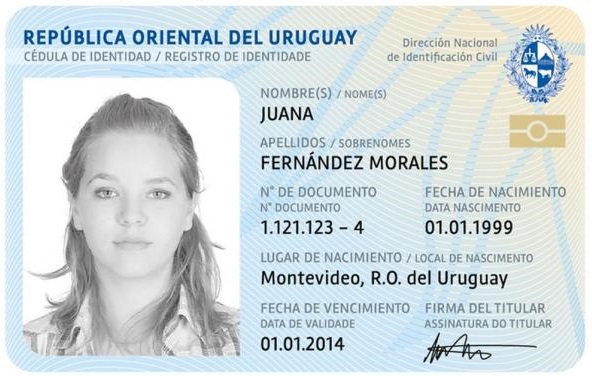 REPÚBLICA ORIENTAL DEL URUGUAY
CÉDULA DE IDENTIDAD / REGISTRO DE IDENTIDADE
Dirección Nacional
de Identificación Civil
NOMBRE(S) / NOME(S)
JUANA
APELLIDOS / SOBRENOMES
FERNÁNDEZ MORALES
N° DE DOCUMENTO FECHA DE NACIMIENTO
N° DOCUMENTO DATA NASCIMENTO
1.121.123 – 4 01.01.1999
LUGAR DE NACIMIENTO / LOCAL DE NASCIMENTO
Montevideo, R.O. del Uruguay
FECHA DE VENCIMIENTO FIRMA DEL TITULAR
DATA DE VALIDADE ASSINATURA DO TITULAR
01.01.2014